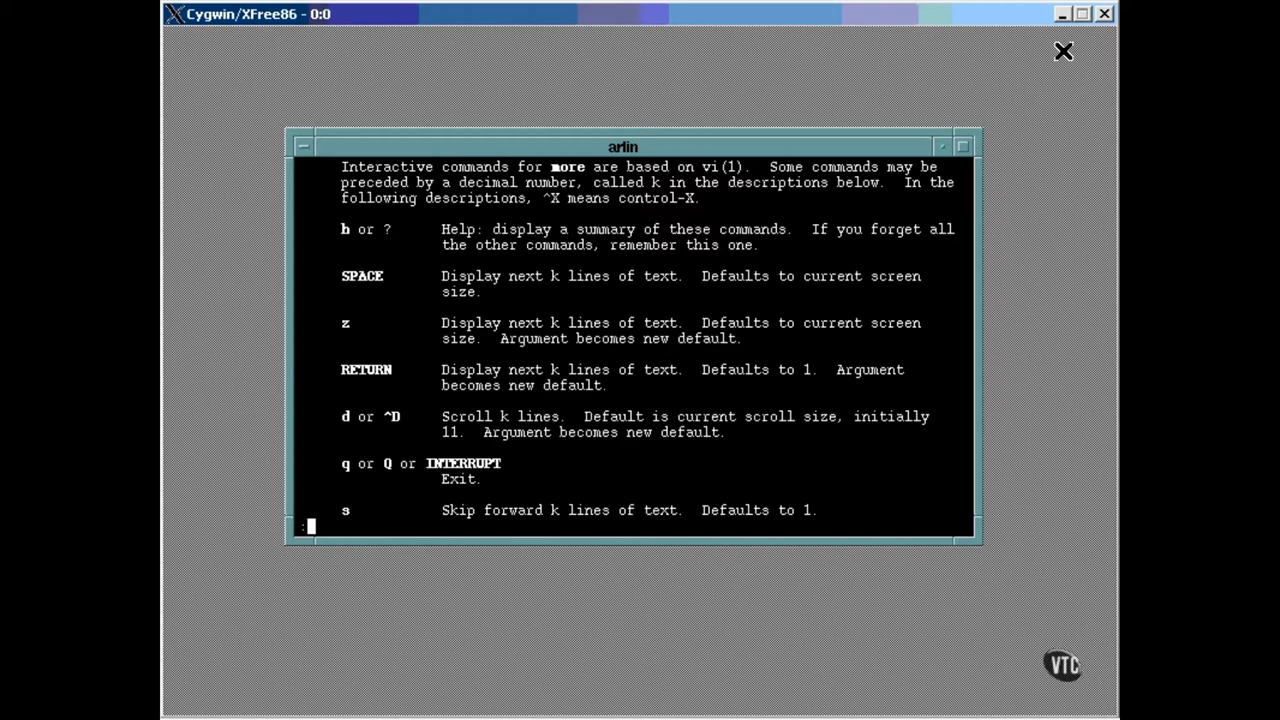 Cygwin/XFree86 - 0:0
arlin
Interactive commands for more are based on vi(1).  Some commands may be
preceded by a decimal number, called k in the descriptions below.  In the
following descriptions, ^X means control-X.
h or ?      Help: display a summary of these commands.  If you forget all
the other commands, remember this one.
SPACE       Display next k lines of text.  Defaults to current screen
size.
z           Display next k lines of text.  Defaults to current screen
size.  Argument becomes new default.
RETURN      Display next k lines of text.  Defaults to 1.  Argument
becomes new default.
d or ^D     Scroll k lines.  Default is current scroll size, initially
11.  Argument becomes new default.
q or Q or INTERRUPT
Exit.
s           Skip forward k lines of text.  Defaults to 1.
:
VTC